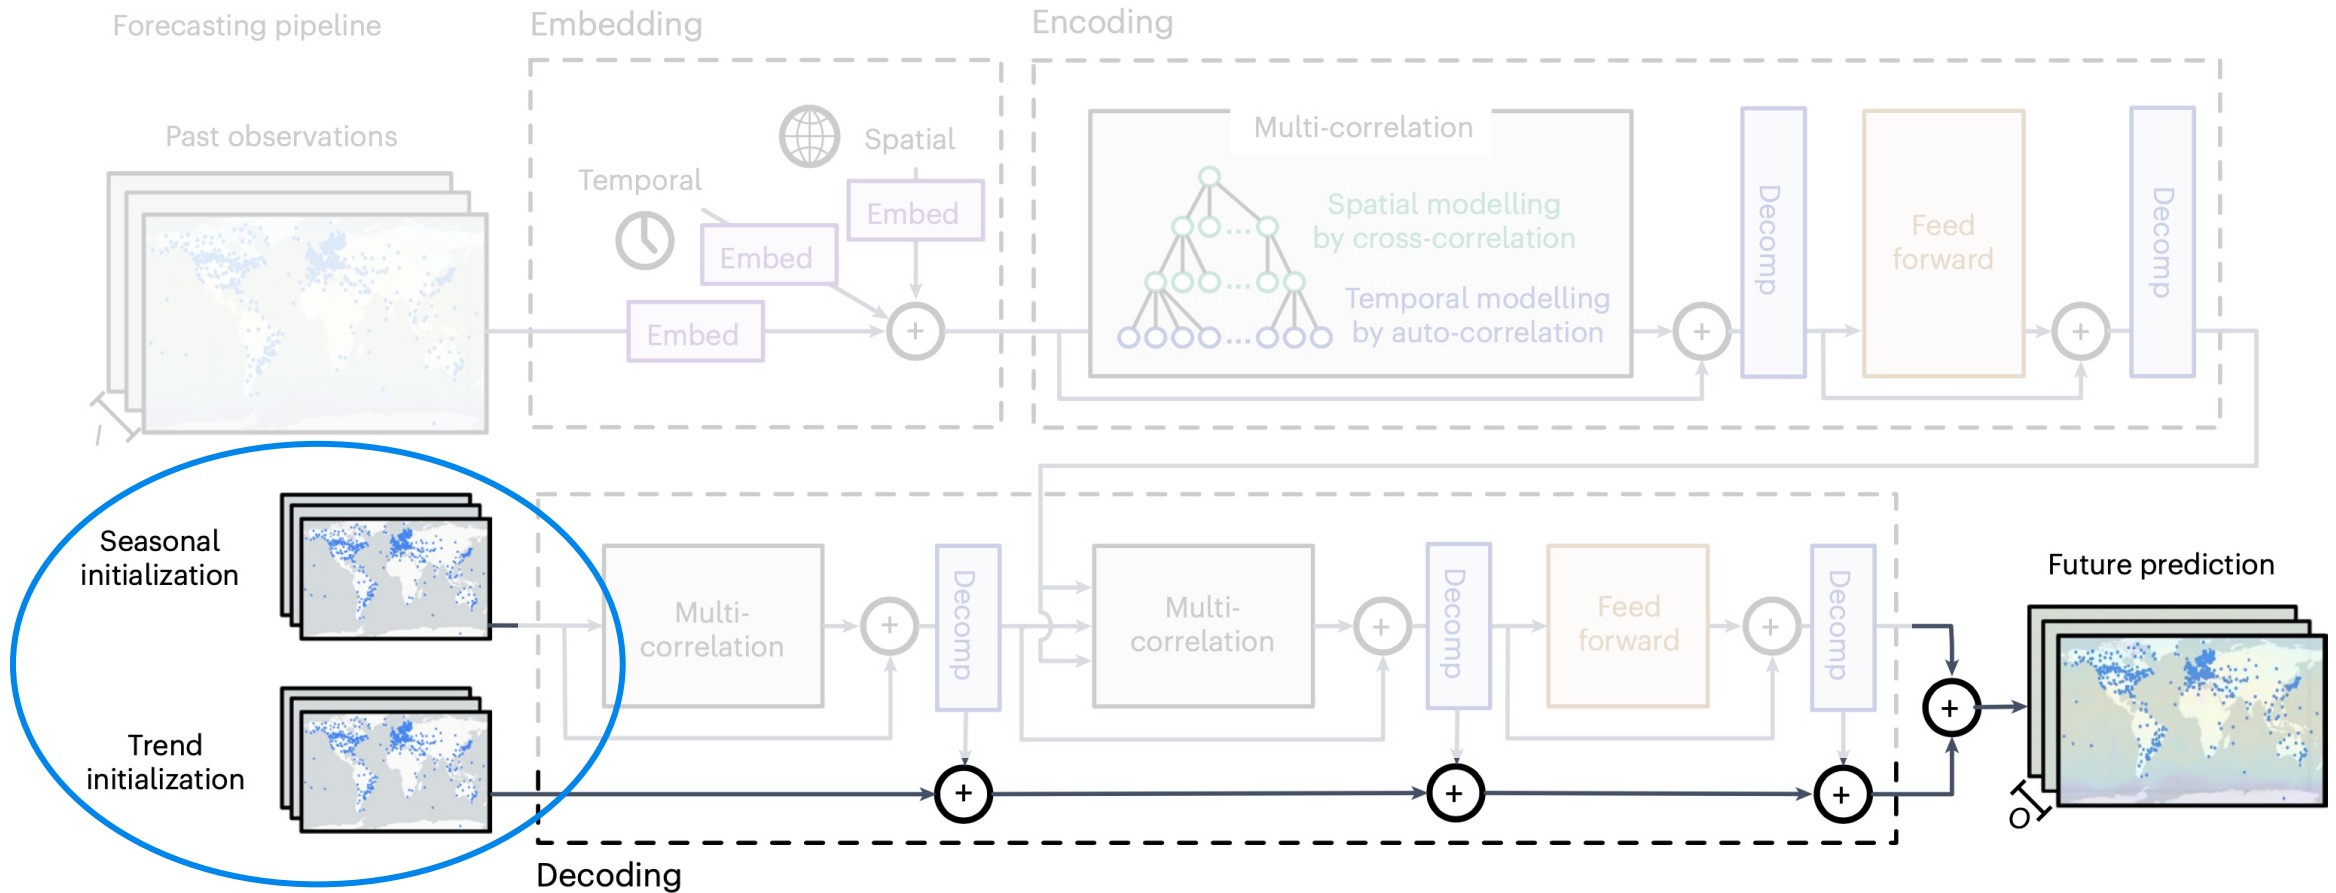 Forecasting pipeline
Embedding
Encoding
Past observations
Temporal
Spatial
Embed
Embed
Embed
+
Multi-correlation
Spatial modelling
by cross-correlation
Temporal modelling
by auto-correlation
...
...
...
+
Decomp
Feed
forward
+
Decomp
I
Seasonal
initialization
Trend
initialization
Multi-
correlation
+
Decomp
Multi-
correlation
+
Decomp
Feed
forward
+
Decomp
+
+
+
+
Future prediction
O
Decoding